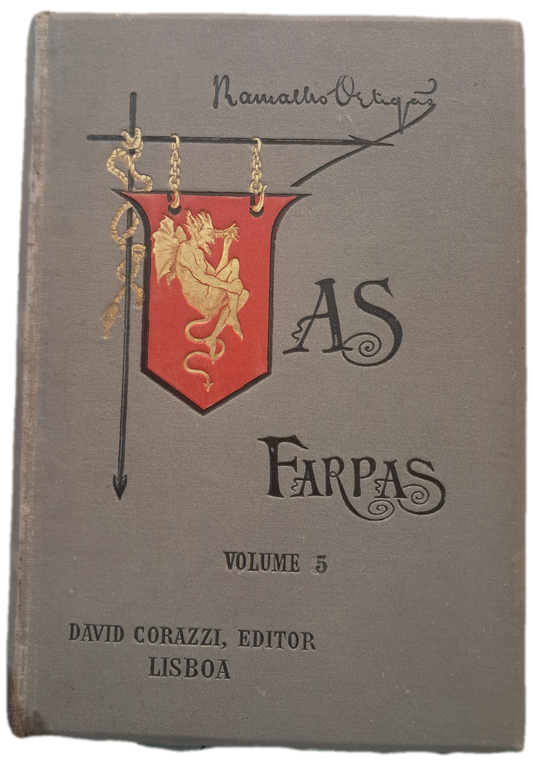 Ramalho Ortigão
AS
FARPAS
VOLUME 5
DAVID CORAZZI, EDITOR
LISBOA